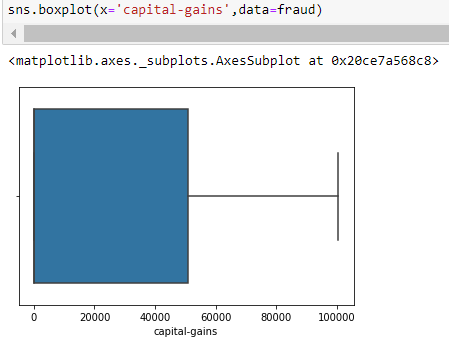 sns.boxplot(x='capital-gains',data=fraud)
<matplotlib.axes._subplots.AxesSubplot at 0x20ce7a568c8>
0 20000 40000 60000 80000 100000
capital-gains